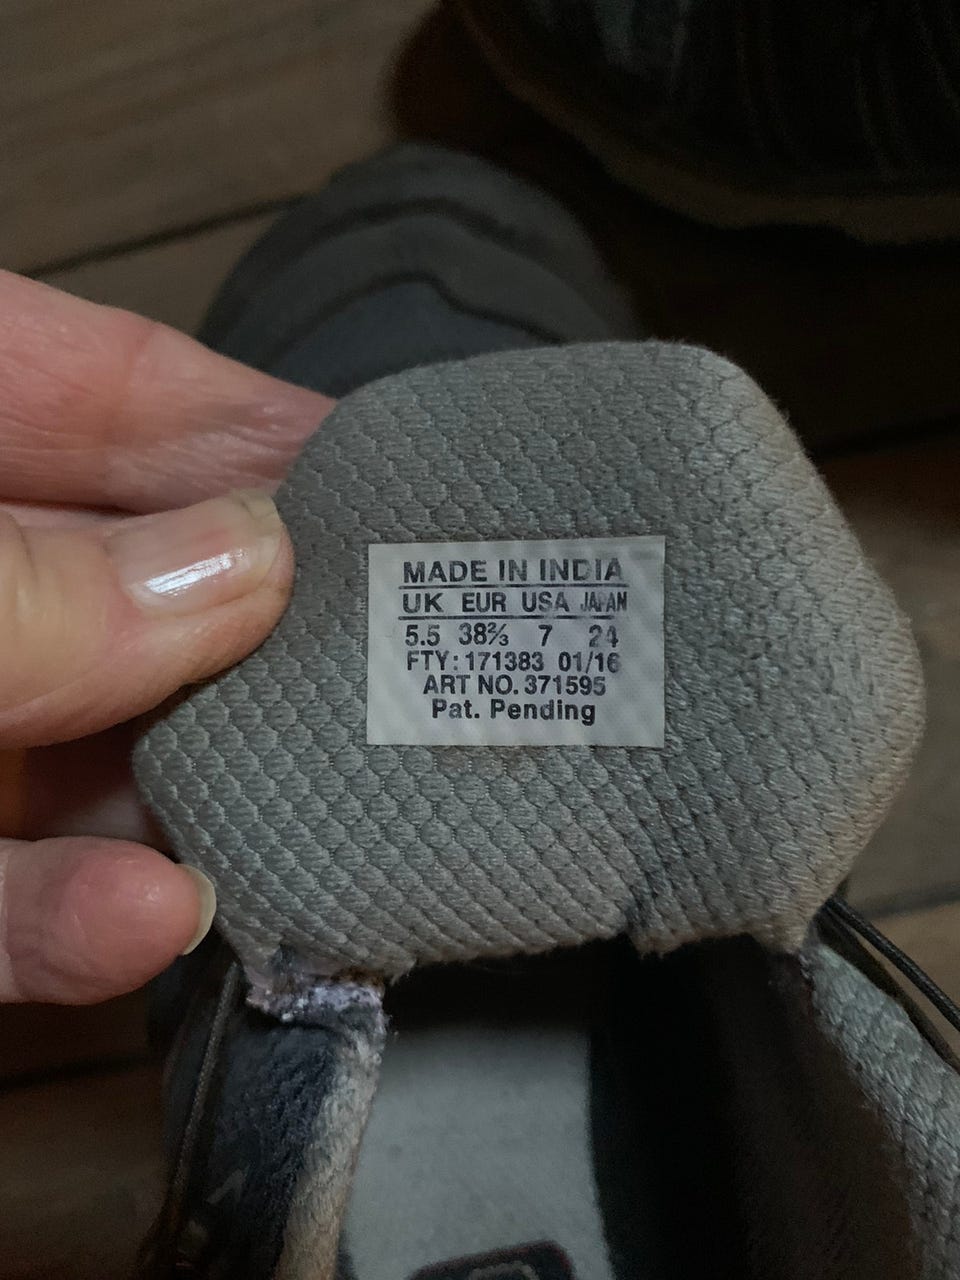 MADE IN INDIA
UK EUR USA JAPAN
5.5 38⅔ 7 24
FTY: 171383 01/16
ART NO. 371595
Pat. Pending